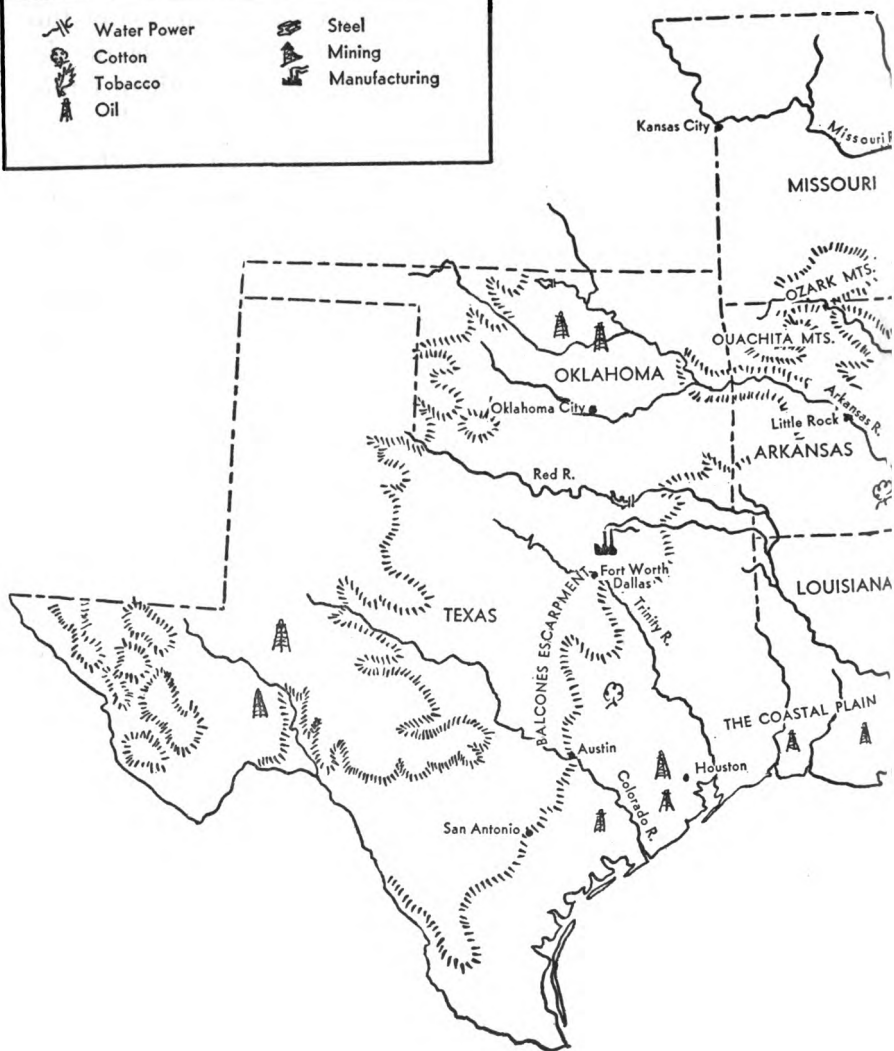 Water Power
Cotton
Tobacco
Oil
Steel
Mining
Manufacturing
Kansas City
Missouri
MISSOURI
OZARK MTS.
OUACHITA MTS.
OKLAHOMA
Oklahoma City
Arkansas R.
Little Rock
ARKANSAS
Red R.
Fort Worth
Dallas
LOUISIANA
TEXAS
BALCONES ESCARPMENT
Trinity R.
THE COASTAL PLAIN
Austin
Houston
Colorado R.
San Antonio